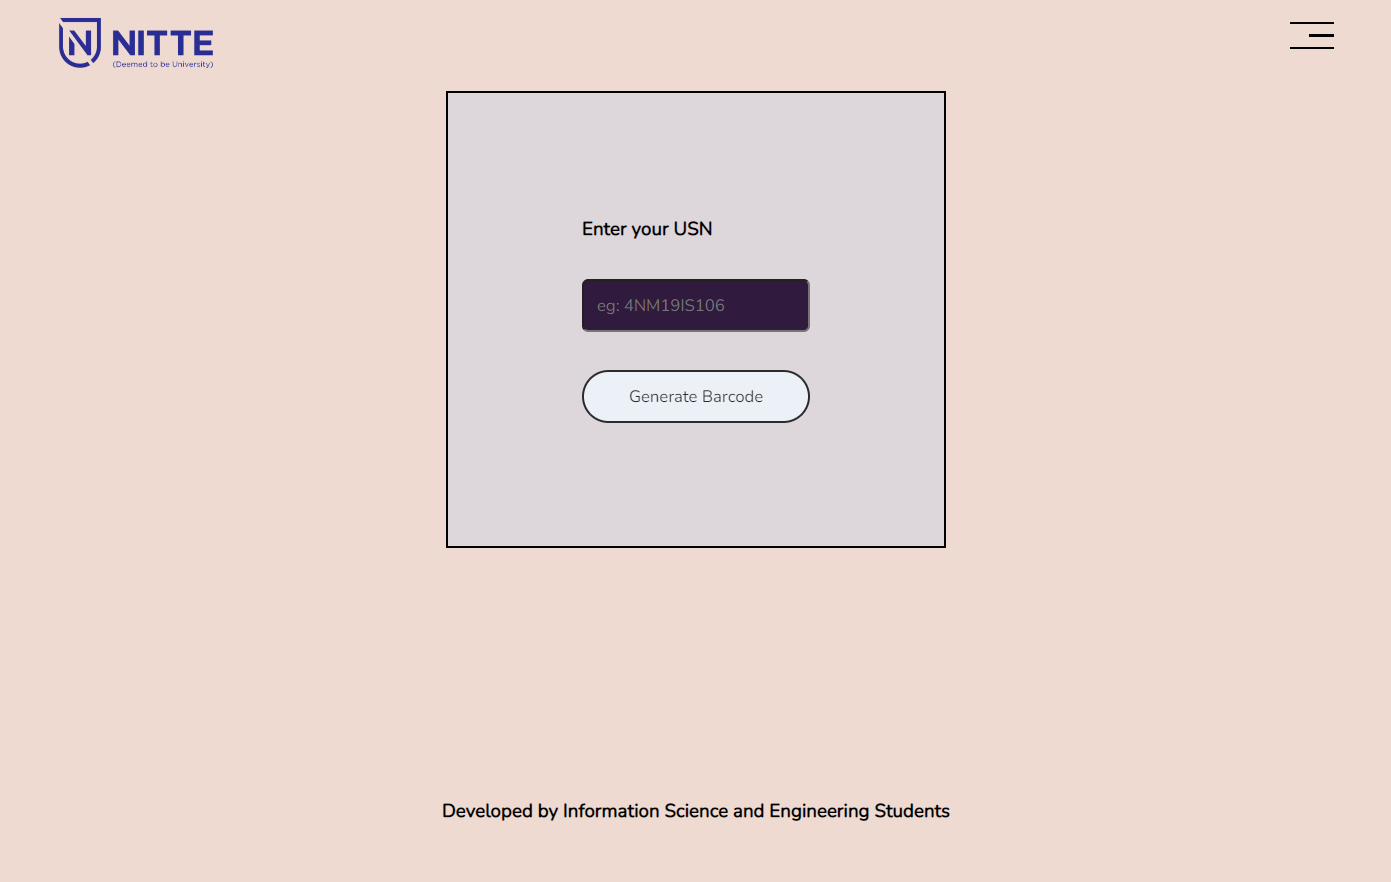 N NITTE
(Deemed to be University)
Enter your USN
eg: 4NM19IS106
Generate Barcode
Developed by Information Science and Engineering Students